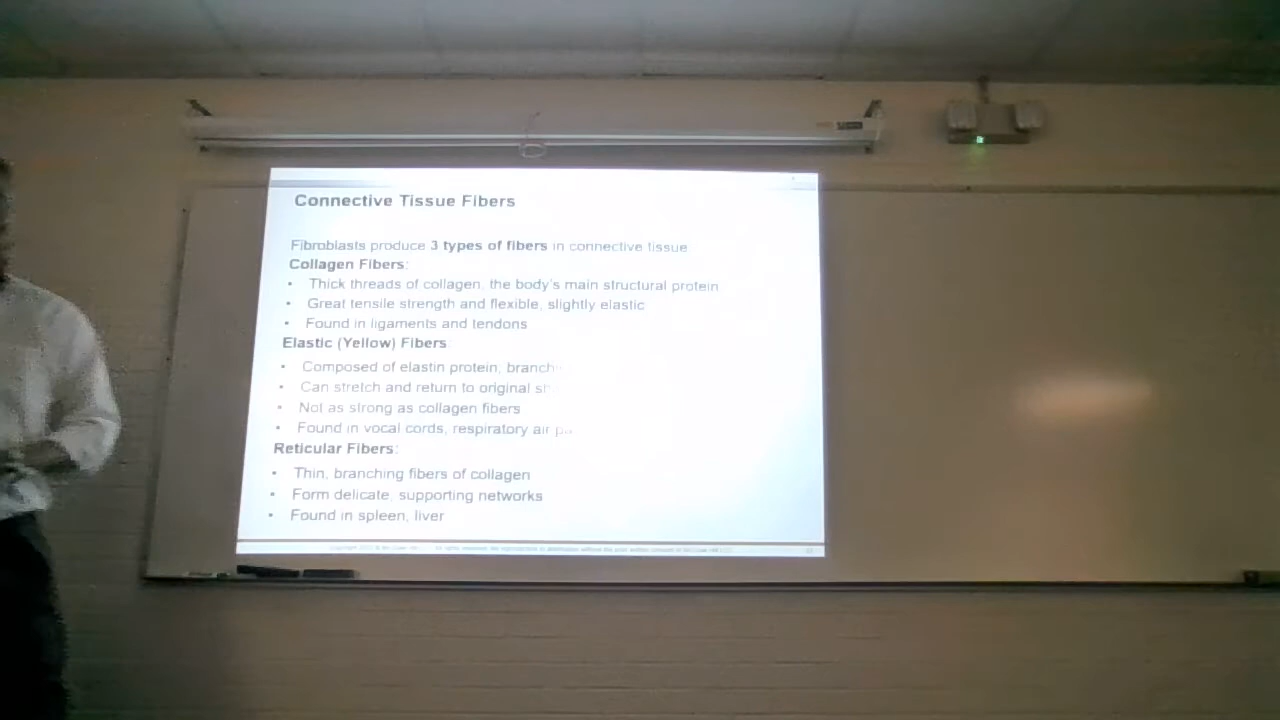 Connective Tissue Fibers
Fibroblasts produce 3 types of fibers in connective tissue
Collagen Fibers:
• Thick threads of collagen, the body's main structural protein
• Great tensile strength and flexible, slightly elastic
• Found in ligaments and tendons
Elastic (Yellow) Fibers:
• Composed of elastin protein;
• Can stretch and return to original
• Not as strong as collagen fibers
• Found in vocal cords, respiratory air
Reticular Fibers:
• Thin, branching fibers of collagen
• Form delicate, supporting networks
• Found in spleen, liver